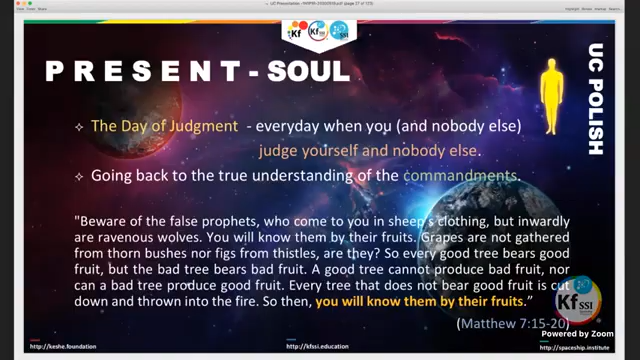 UC Presentation
Kf
SSI
PRESENT - SOUL
UC POLISH
The Day of Judgment - everyday when you (and nobody else)
judge yourself and nobody else.
Going back to the true understanding of the commandments.
"Beware of the false prophets, who come to you in sheep's clothing, but inwardly
are ravenous wolves. You will know them by their fruits. Grapes are not gathered
from thorn bushes nor figs from thistles, are they? So every good tree bears good
fruit, but the bad tree bears bad fruit. A good tree cannot produce bad fruit, nor
can a bad tree produce good fruit. Every tree that does not bear good fruit is cut
down and thrown into the fire. So then, you will know them by their fruits."
(Matthew 7:15-20)
Kf SSI
Powered by Zoom
http://keshe.foundation
http://kfssi.education
http://spaceship.institute